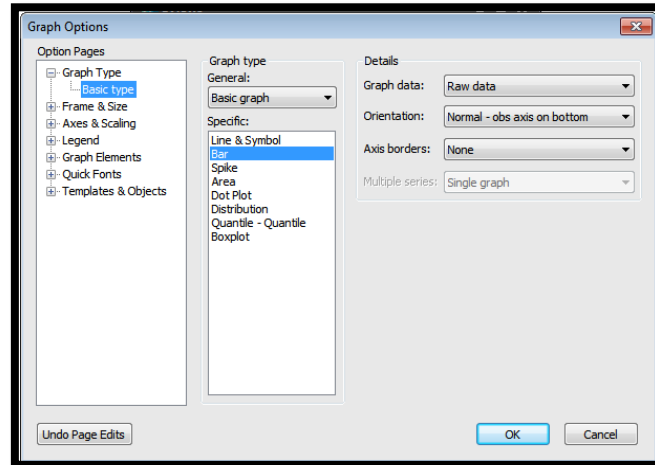 Graph Options
Option Pages
Graph Type
Basic type
Frame & Size
Axes & Scaling
Legend
Graph Elements
Quick Fonts
Templates & Objects
Graph type
General:
Basic graph
Specific:
Line & Symbol
Bar
Spike
Area
Dot Plot
Distribution
Quantile - Quantile
Boxplot
Details
Graph data: Raw data
Orientation: Normal - obs axis on bottom
Axis borders: None
Multiple series: Single graph
Undo Page Edits
OK
Cancel